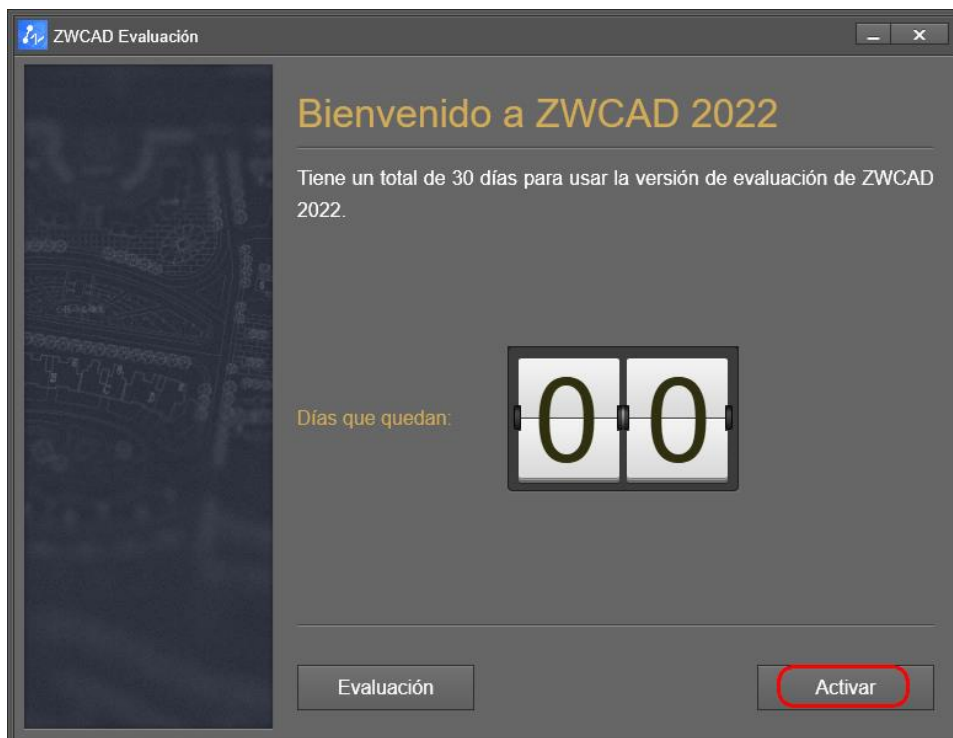 ZWCAD Evaluación
Bienvenido a ZWCAD 2022
Tiene un total de 30 días para usar la versión de evaluación de ZWCAD
2022.
Días que quedan:
00
Evaluación
Activar